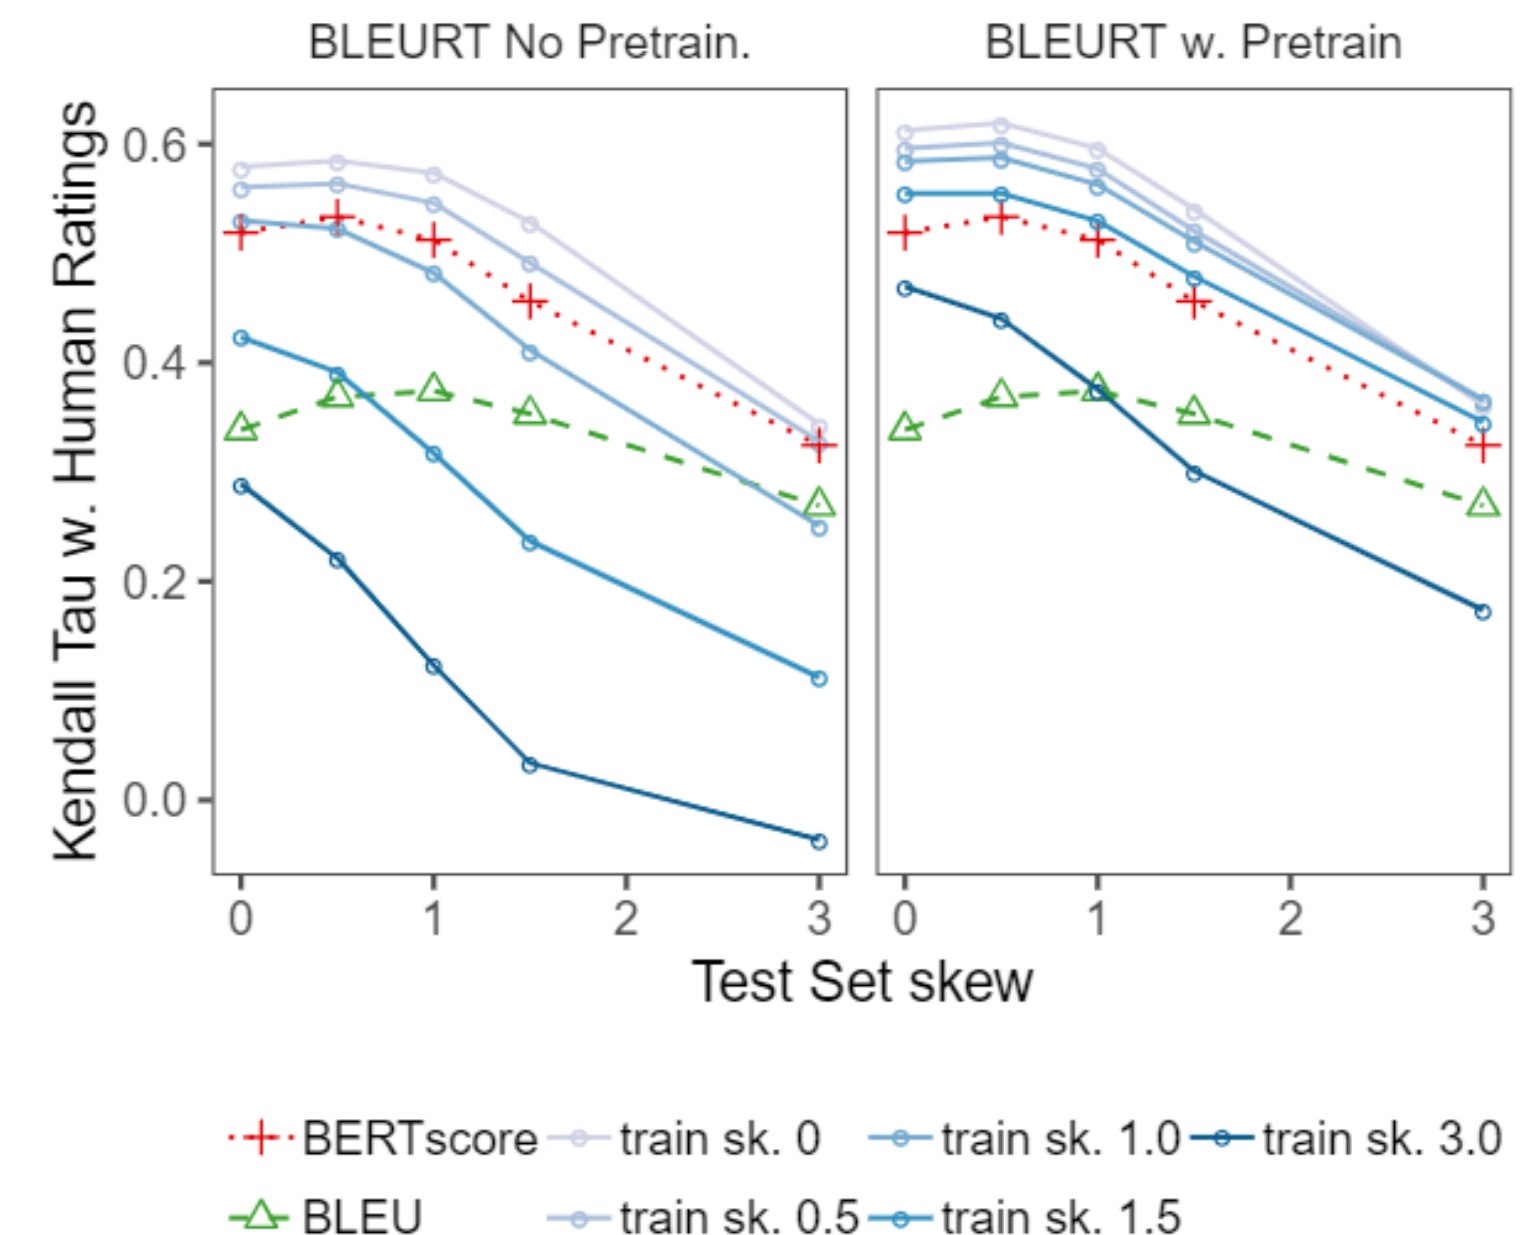 BLEURT No Pretrain. BLEURT w. Pretrain
Kendall Tau w. Human Ratings
0.6
0.4
0.2
0.0
0 1 2 3 0 1 2 3
Test Set skew
BERTscore train sk. 0 train sk. 1.0 train sk. 3.0
BLEU train sk. 0.5 train sk. 1.5